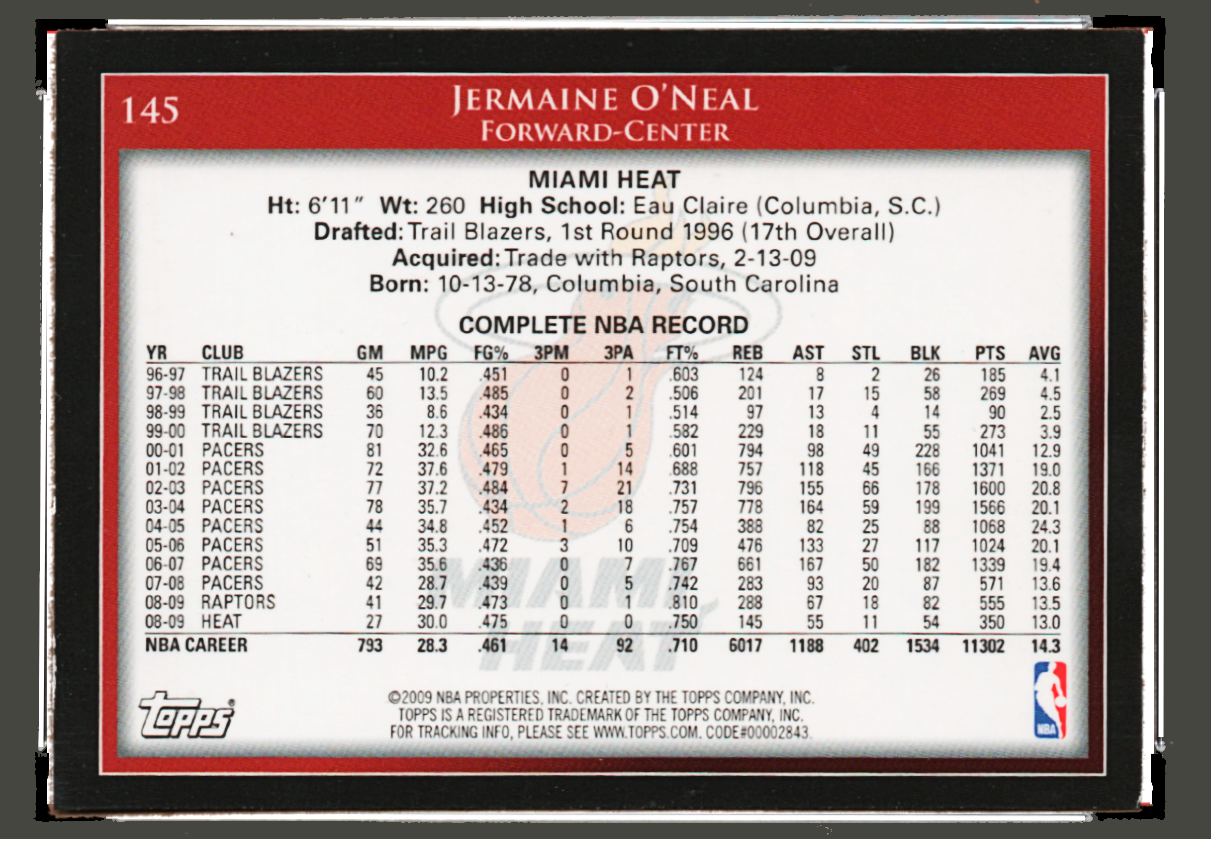 145
JERMAINE O'NEAL
FORWARD-CENTER
MIAMI HEAT
Ht: 6'11" Wt: 260 High School: Eau Claire (Columbia, S.C.)
Drafted: Trail Blazers, 1st Round 1996 (17th Overall)
Acquired: Trade with Raptors, 2-13-09
Born: 10-13-78, Columbia, South Carolina
COMPLETE NBA RECORD
YR CLUB GM MPG FG% 3PM 3PA FT% REB AST STL BLK PTS AVG
96-97 TRAIL BLAZERS 45 10.2 .451 0 1 .603 124 8 2 26 185 4.1
97-98 TRAIL BLAZERS 60 13.5 .485 0 2 .506 201 17 15 58 269 4.5
98-99 TRAIL BLAZERS 36 8.6 .434 0 1 .514 97 13 4 14 90 2.5
99-00 TRAIL BLAZERS 70 12.3 .486 0 1 .582 229 18 11 55 273 3.9
00-01 PACERS 81 32.6 .465 0 5 .601 794 98 49 228 1041 12.9
01-02 PACERS 72 37.6 .479 1 14 .688 757 118 45 166 1371 19.0
02-03 PACERS 77 37.2 .484 7 21 .731 796 155 66 178 1600 20.8
03-04 PACERS 78 35.7 .434 2 18 .757 778 164 59 199 1566 20.1
04-05 PACERS 44 34.8 .452 1 6 .754 388 82 25 88 1068 24.3
05-06 PACERS 51 35.3 .472 3 10 .709 476 133 27 117 1024 20.1
06-07 PACERS 69 35.6 .436 0 7 .767 661 167 50 182 1339 19.4
07-08 PACERS 42 28.7 .439 0 5 .742 283 93 20 87 571 13.6
08-09 RAPTORS 41 29.7 .473 0 1 .810 288 67 18 82 555 13.5
08-09 HEAT 27 30.0 .475 0 0 .750 145 55 11 54 350 13.0
NBA CAREER 793 28.3 .461 14 92 .710 6017 1188 402 1534 11302 14.3
MIAMI
HEAT
Topps®
©2009 NBA PROPERTIES, INC. CREATED BY THE TOPPS COMPANY, INC.
TOPPS IS A REGISTERED TRADEMARK OF THE TOPPS COMPANY, INC.
FOR TRACKING INFO, PLEASE SEE WWW.TOPPS.COM. CODE#00002843.
NBA